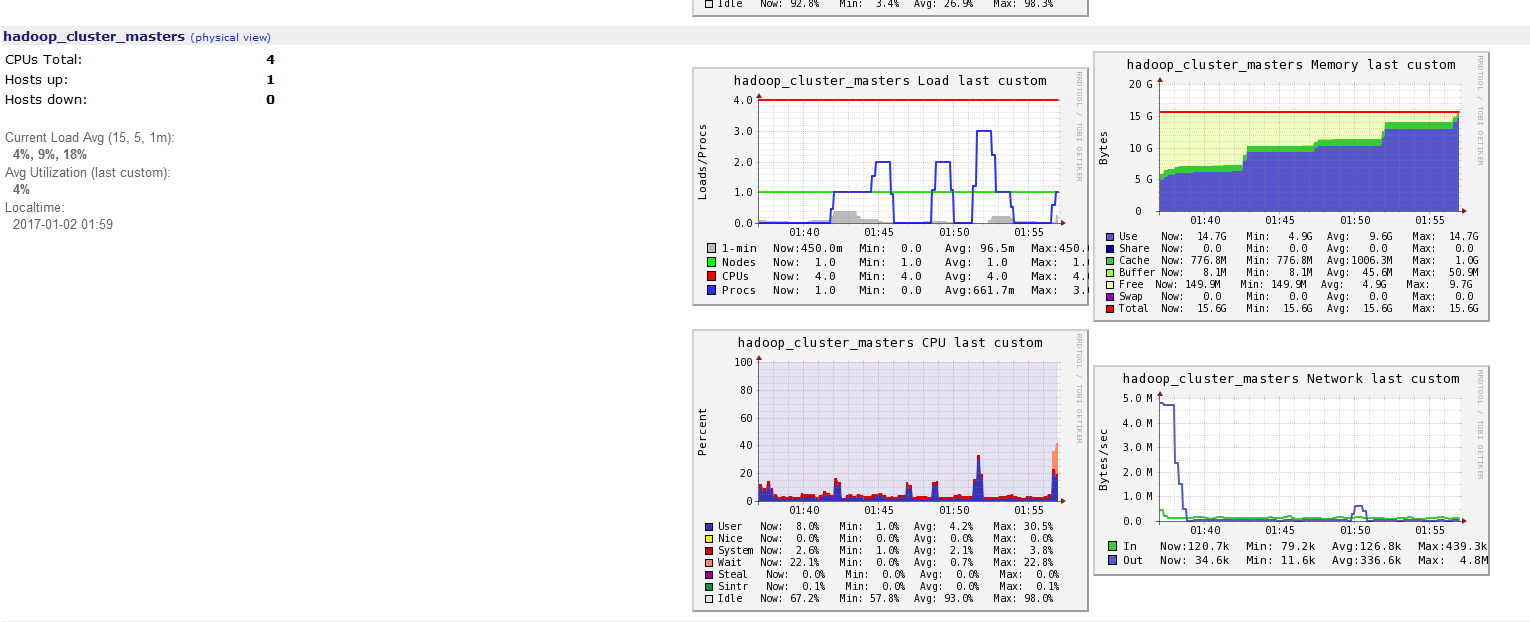 Idle Now: 92.8% Min: 3.4% Avg: 26.9% Max: 98.3%
hadoop_cluster_masters (physical view)
CPUs Total: 4
Hosts up: 1
Hosts down: 0
Current Load Avg (15, 5, 1m):
4%, 9%, 18%
Avg Utilization (last custom):
4%
Localtime:
2017-01-02 01:59
hadoop_cluster_masters Load last custom
RRDTOOL / TOBI OETIKER
Loads/Procs
4.0
3.0
2.0
1.0
0.0
01:40 01:45 01:50 01:55
1-min Now:450.0m Min: 0.0 Avg: 96.5m Max:450.
Nodes Now: 1.0 Min: 1.0 Avg: 1.0 Max: 1.
CPUs Now: 4.0 Min: 4.0 Avg: 4.0 Max: 4.
Procs Now: 1.0 Min: 0.0 Avg:661.7m Max: 3.
hadoop_cluster_masters Memory last custom
RRDTOOL / TOBI OETIKER
Bytes
20 G
15 G
10 G
5 G
0
01:40 01:45 01:50 01:55
Use Now: 14.7G Min: 4.9G Avg: 9.6G Max: 14.7G
Share Now: 0.0 Min: 0.0 Avg: 0.0 Max: 0.0
Cache Now: 776.8M Min: 776.8M Avg:1006.3M Max: 1.0G
Buffer Now: 8.1M Min: 8.1M Avg: 45.6M Max: 50.9M
Free Now: 149.9M Min: 149.9M Avg: 4.9G Max: 9.7G
Swap Now: 0.0 Min: 0.0 Avg: 0.0 Max: 0.0
Total Now: 15.6G Min: 15.6G Avg: 15.6G Max: 15.6G
hadoop_cluster_masters CPU last custom
RRDTOOL / TOBI OETIKER
Percent
100
80
60
40
20
0
01:40 01:45 01:50 01:55
User Now: 8.0% Min: 1.0% Avg: 4.2% Max: 30.5%
Nice Now: 0.0% Min: 0.0% Avg: 0.0% Max: 0.0%
System Now: 2.6% Min: 1.0% Avg: 2.1% Max: 3.8%
Wait Now: 22.1% Min: 0.0% Avg: 0.7% Max: 22.8%
Steal Now: 0.0% Min: 0.0% Avg: 0.0% Max: 0.0%
Sintr Now: 0.1% Min: 0.0% Avg: 0.0% Max: 0.1%
Idle Now: 67.2% Min: 57.8% Avg: 93.0% Max: 98.0%
hadoop_cluster_masters Network last custom
RRDTOOL / TOBI OETIKER
Bytes/sec
5.0 M
4.0 M
3.0 M
2.0 M
1.0 M
0.0
01:40 01:45 01:50 01:55
In Now:120.7k Min: 79.2k Avg:126.8k Max:439.3k
Out Now: 34.6k Min: 11.6k Avg:336.6k Max: 4.8M